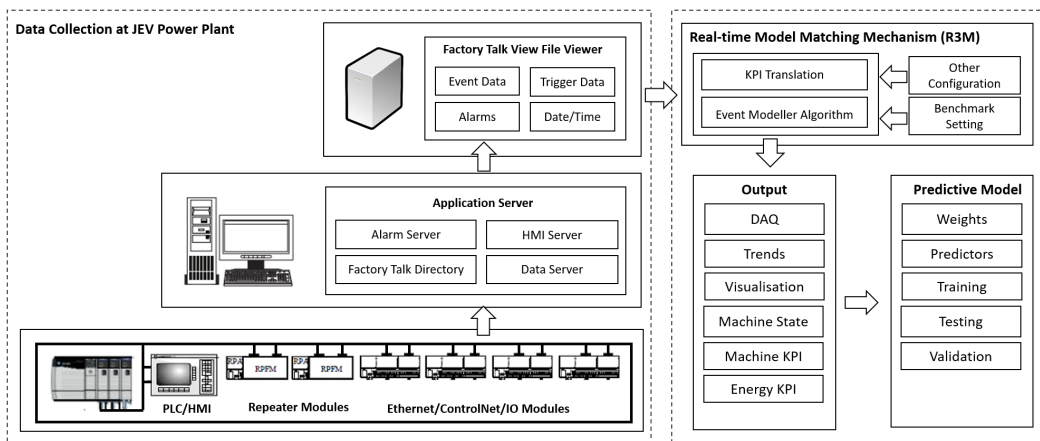 Data Collection at JEV Power Plant
Factory Talk View File Viewer
Event Data
Trigger Data
Alarms
Date/Time
Application Server
Alarm Server
HMI Server
Factory Talk Directory
Data Server
RPA
RPFM
RPA
RPFM
PLC/HMI
Repeater Modules
Ethernet/ControlNet/IO Modules
Real-time Model Matching Mechanism (R3M)
KPI Translation
Event Modeller Algorithm
Other
Configuration
Benchmark
Setting
Output
DAQ
Trends
Visualisation
Machine State
Machine KPI
Energy KPI
Predictive Model
Weights
Predictors
Training
Testing
Validation